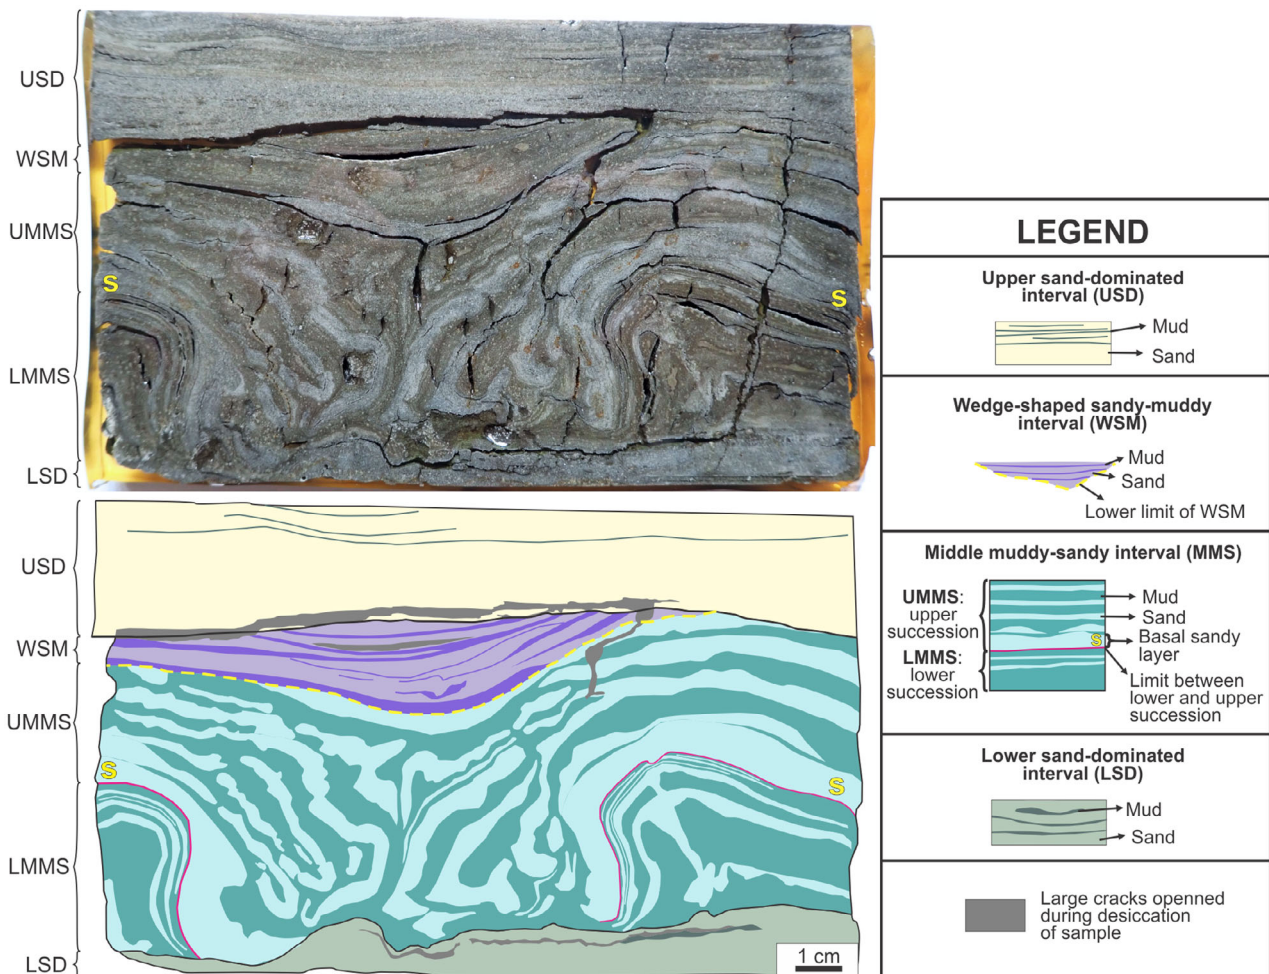 USD
WSM
UMMS
LMMS
LSD
S
S
USD
WSM
UMMS
LMMS
LSD
S
S
1 cm
LEGEND
Upper sand-dominated
interval (USD)
Mud
Sand
Wedge-shaped sandy-muddy
interval (WSM)
Mud
Sand
Lower limit of WSM
Middle muddy-sandy interval (MMS)
UMMS:
upper
succession
LMMS:
lower
succession
Mud
Sand
S
Basal sandy
layer
Limit between
lower and upper
succession
Lower sand-dominated
interval (LSD)
Mud
Sand
Large cracks openned
during desiccation
of sample